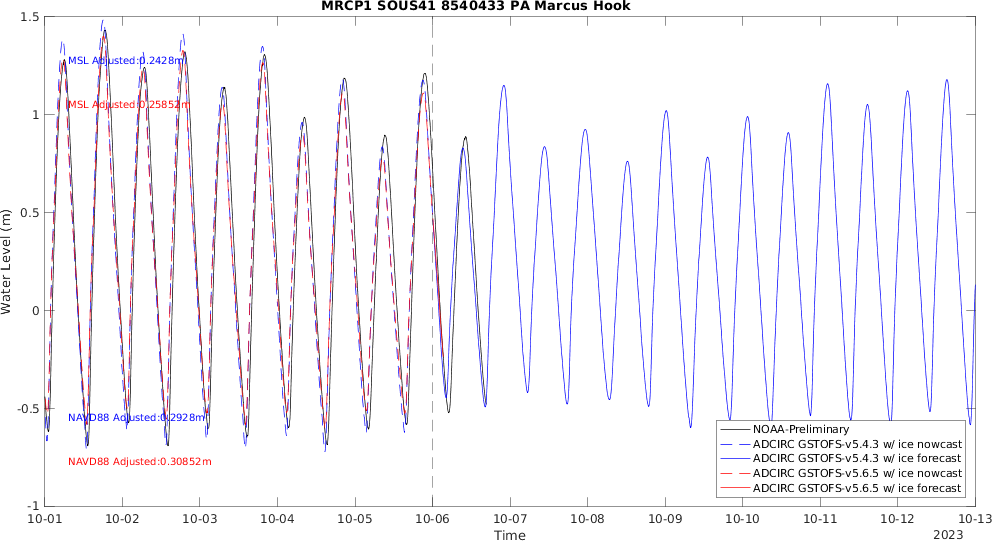 MRCP1 SOUS41 8540433 PA Marcus Hook
1.5
MSL Adjusted:0.2428m
MSL Adjusted:0.25852m
1
0.5
Water Level (m)
0
-0.5
NAVD88 Adjusted:0.2928m
NAVD88 Adjusted:0.30852m
NOAA-Preliminary
ADCIRC GSTOFS-v5.4.3 w/ ice nowcast
ADCIRC GSTOFS-v5.4.3 w/ ice forecast
ADCIRC GSTOFS-v5.6.5 w/ ice nowcast
ADCIRC GSTOFS-v5.6.5 w/ ice forecast
-1
10-01 10-02 10-03 10-04 10-05 10-06 10-07 10-08 10-09 10-10 10-11 10-12 10-13
Time
2023